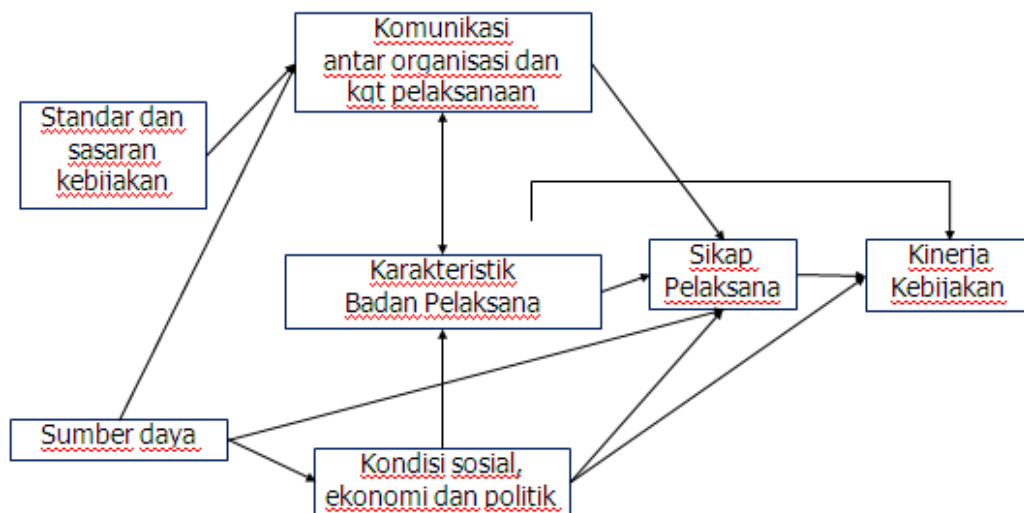 Komunikasi
antar organisasi dan
kgt pelaksanaan
Standar dan
sasaran
kebijakan
Karakteristik
Badan Pelaksana
Sikap
Pelaksana
Kinerja
Kebijakan
Sumber daya
Kondisi sosial,
ekonomi dan politik